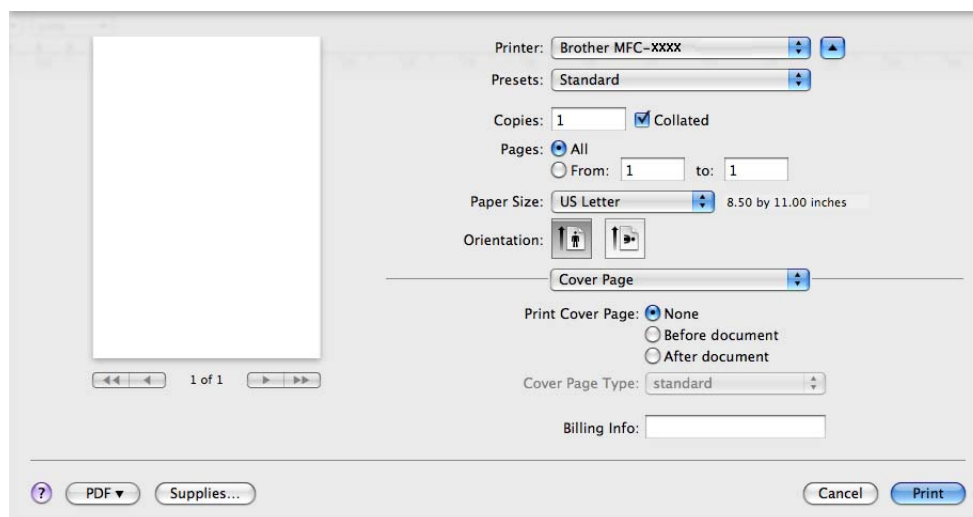 Printer: Brother MFC-XXXX
Presets: Standard
Copies: 1 Collated
Pages: All
From: 1 to: 1
Paper Size: US Letter 8.50 by 11.00 inches
Orientation:
Cover Page
Print Cover Page: None
Before document
After document
1 of 1
Cover Page Type: standard
Billing Info:
? PDF▼ Supplies... Cancel Print